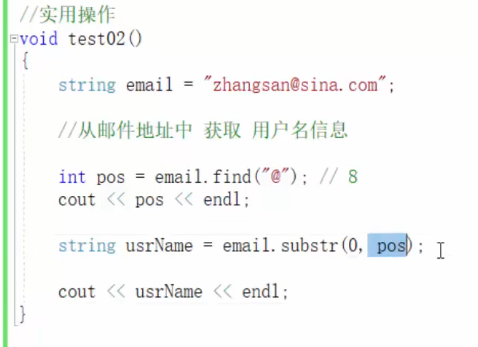 //实用操作
void test02()
{
string email = "zhangsan@sina.com";
//从邮件地址中 获取 用户名信息
int pos = email.find("@"); // 8
cout << pos << endl;
string usrName = email.substr(0, pos);
cout << usrName << endl;
}